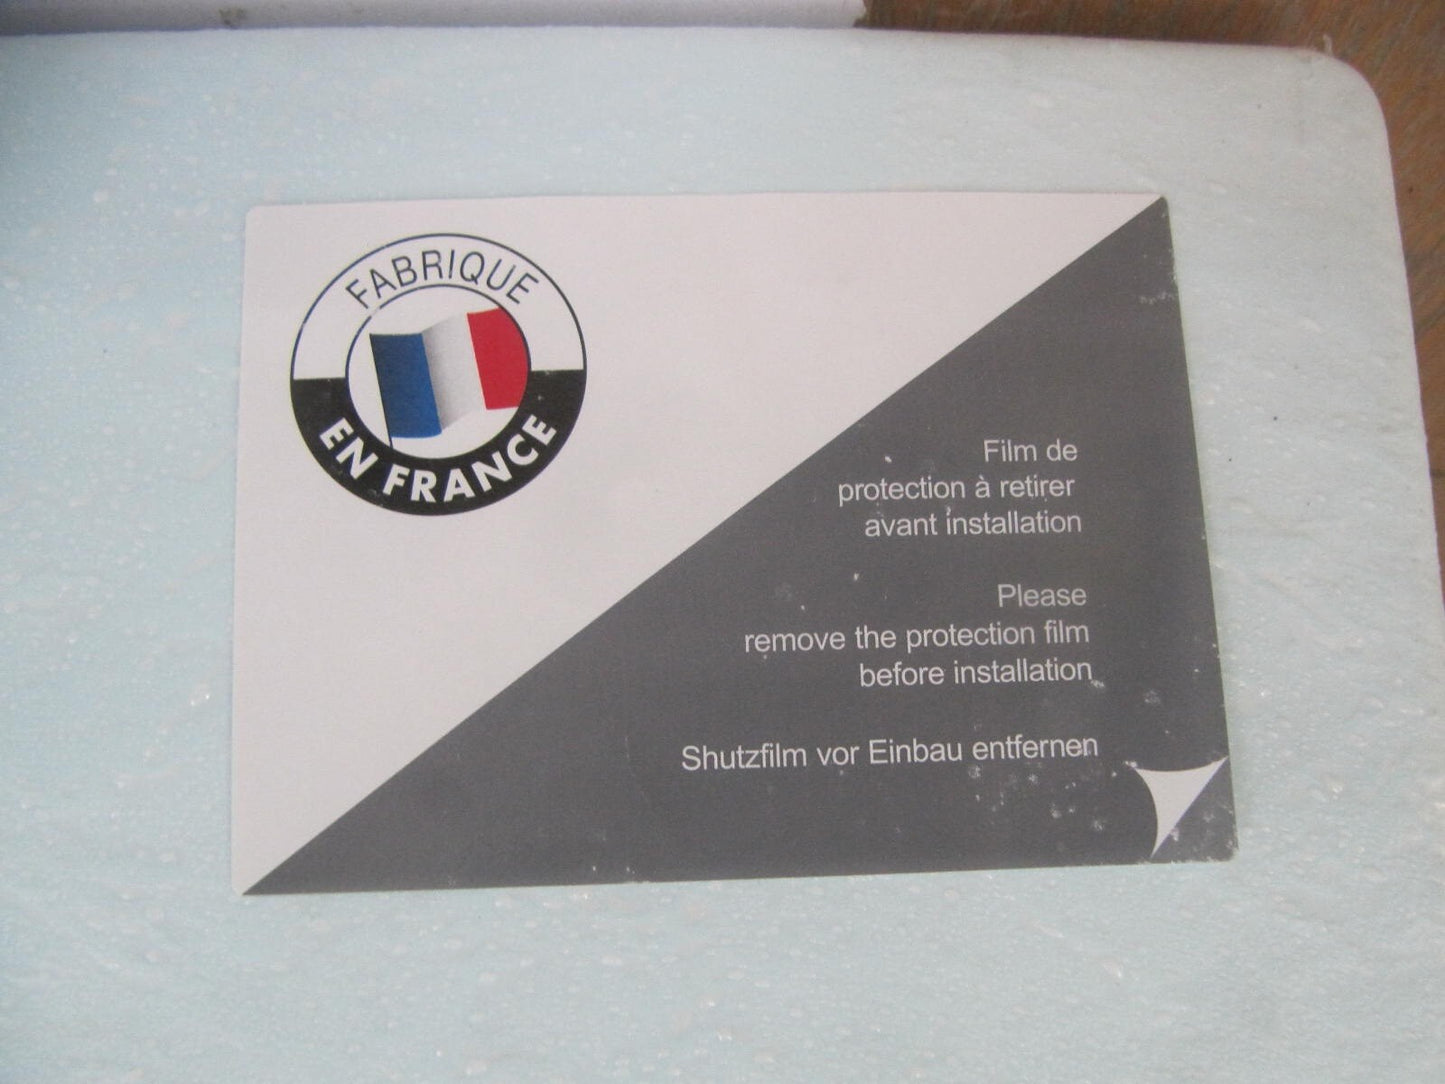 FABRIQUE
EN FRANCE
Film de
protection à retirer
avant installation
Please
remove the protection film
before installation
Shutzfilm vor Einbau entfernen